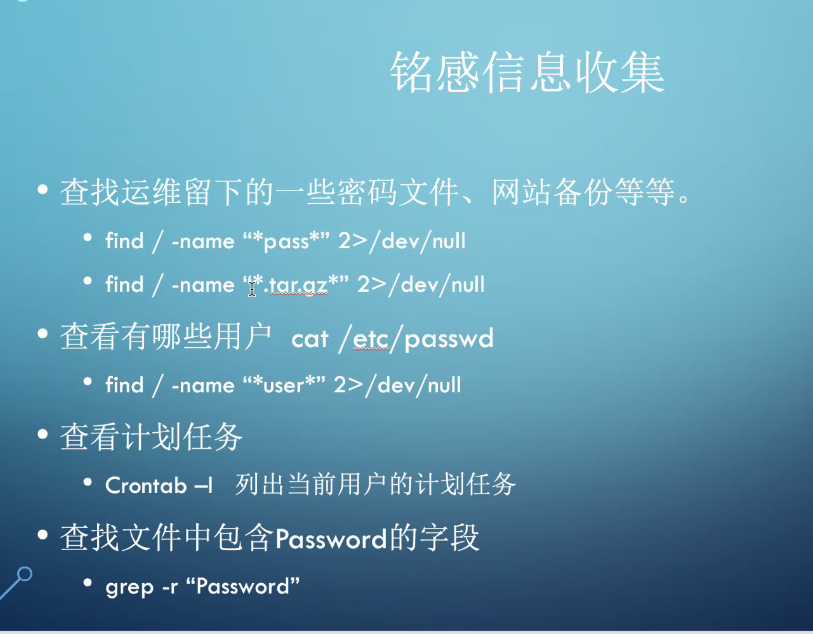 铭感信息收集
• 查找运维留下的一些密码文件、网站备份等等。
• find / -name “*pass*” 2>/dev/null
• find / -name “*.tar.gz*” 2>/dev/null
• 查看有哪些用户 cat /etc/passwd
• find / -name “*user*” 2>/dev/null
• 查看计划任务
• Crontab –l 列出当前用户的计划任务
• 查找文件中包含Password的字段
• grep -r “Password”